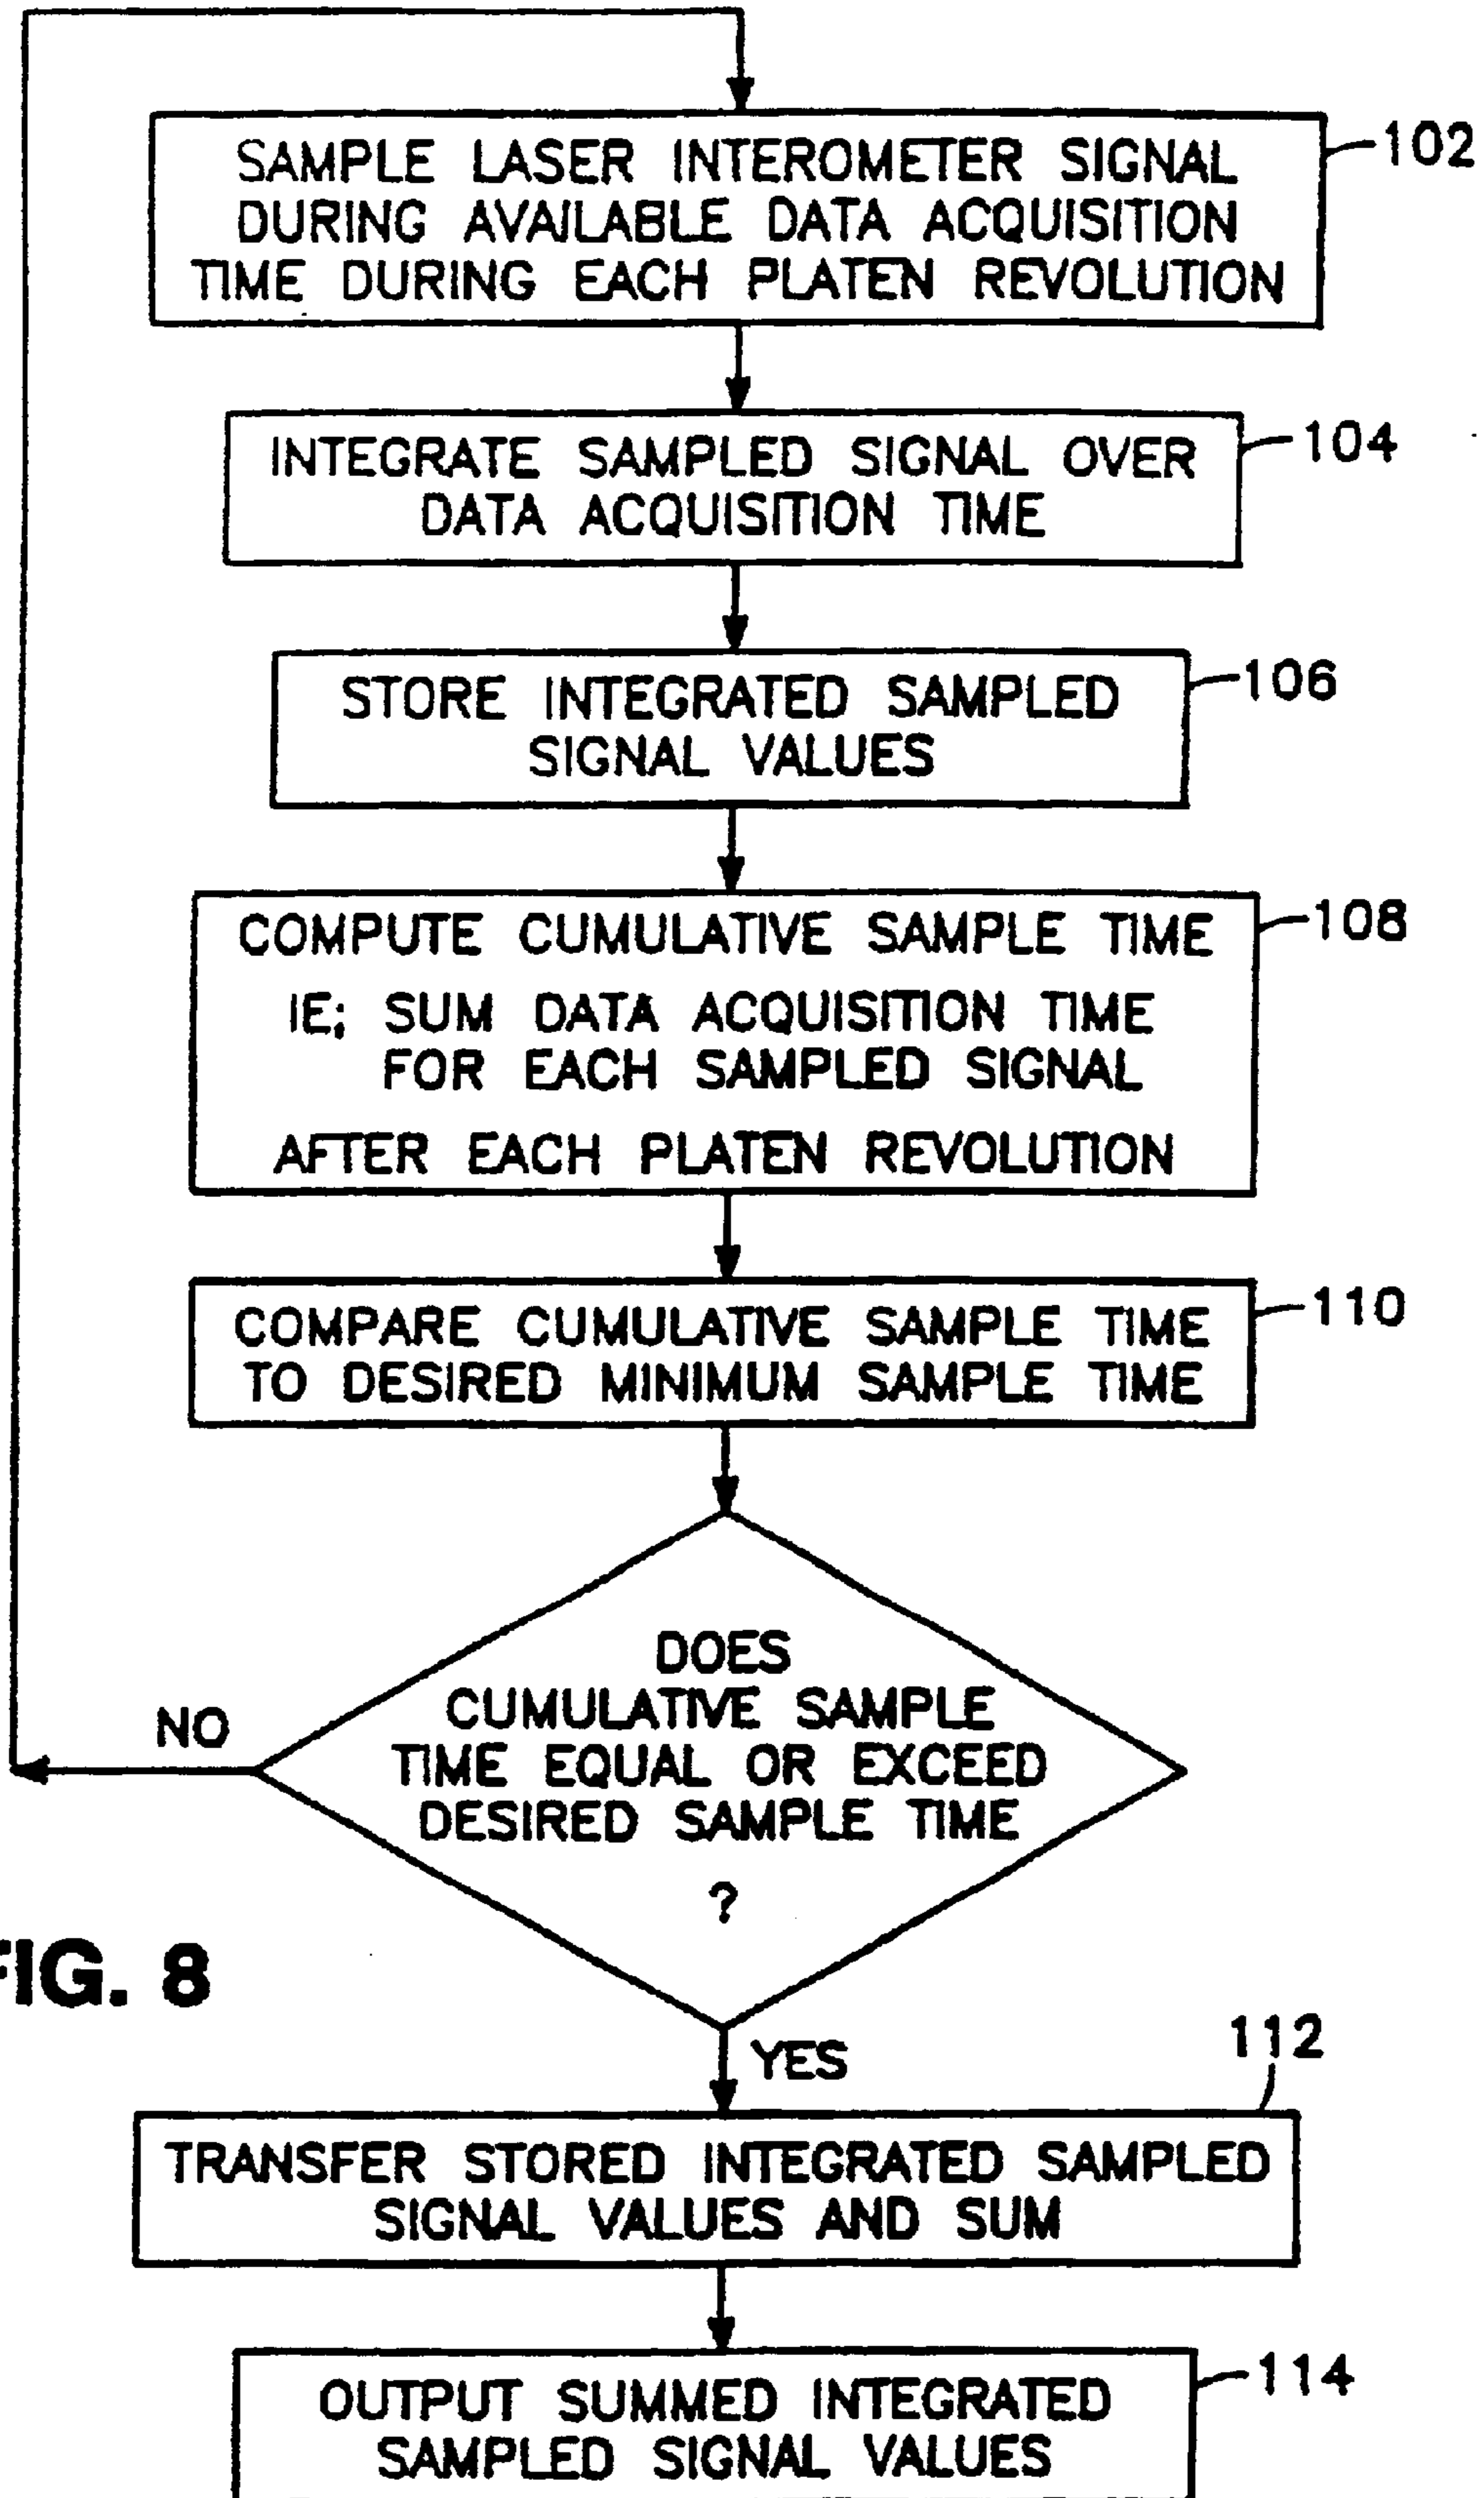 SAMPLE LASER INTEROMETER SIGNAL
DURING AVAILABLE DATA ACQUISITION
TIME DURING EACH PLATEN REVOLUTION
102
INTEGRATE SAMPLED SIGNAL OVER
DATA ACQUISITION TIME
104
STORE INTEGRATED SAMPLED
SIGNAL VALUES
106
COMPUTE CUMULATIVE SAMPLE TIME
IE; SUM DATA ACQUISITION TIME
FOR EACH SAMPLED SIGNAL
AFTER EACH PLATEN REVOLUTION
108
COMPARE CUMULATIVE SAMPLE TIME
TO DESIRED MINIMUM SAMPLE TIME
110
DOES
CUMULATIVE SAMPLE
TIME EQUAL OR EXCEED
DESIRED SAMPLE TIME
?
NO
FIG. 8
YES
112
TRANSFER STORED INTEGRATED SAMPLED
SIGNAL VALUES AND SUM
OUTPUT SUMMED INTEGRATED
SAMPLED SIGNAL VALUES
114